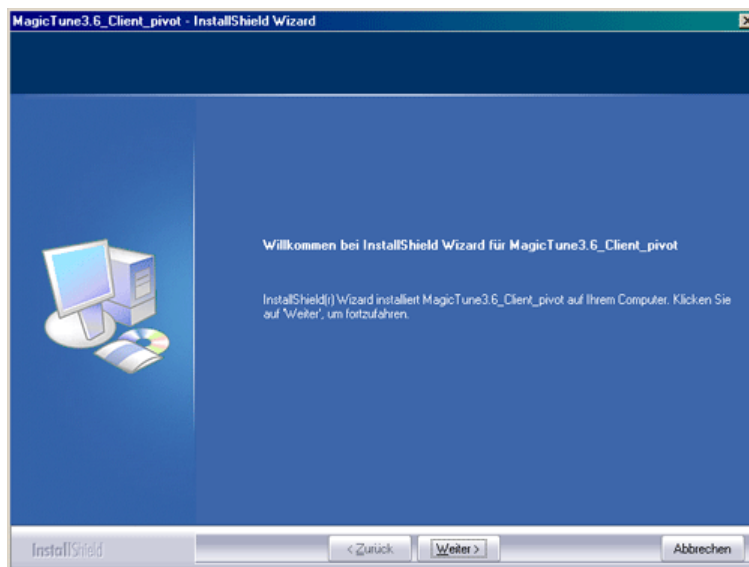 MagicTune3.6_Client_pivot - InstallShield Wizard
Willkommen bei InstallShield Wizard für MagicTune3.6_Client_pivot
InstallShield(r) Wizard installiert MagicTune3.6_Client_pivot auf Ihrem Computer. Klicken Sie
auf 'Weiter', um fortzufahren.
InstallShield
< Zurück
Weiter >
Abbrechen